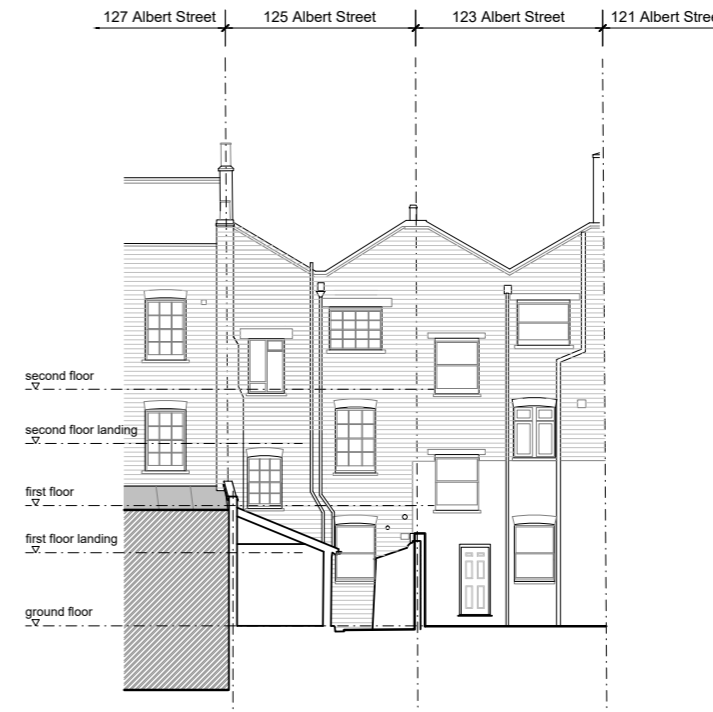 127 Albert Street
125 Albert Street
123 Albert Street
121 Albert Stree
second floor
second floor landing
first floor
first floor landing
ground floor